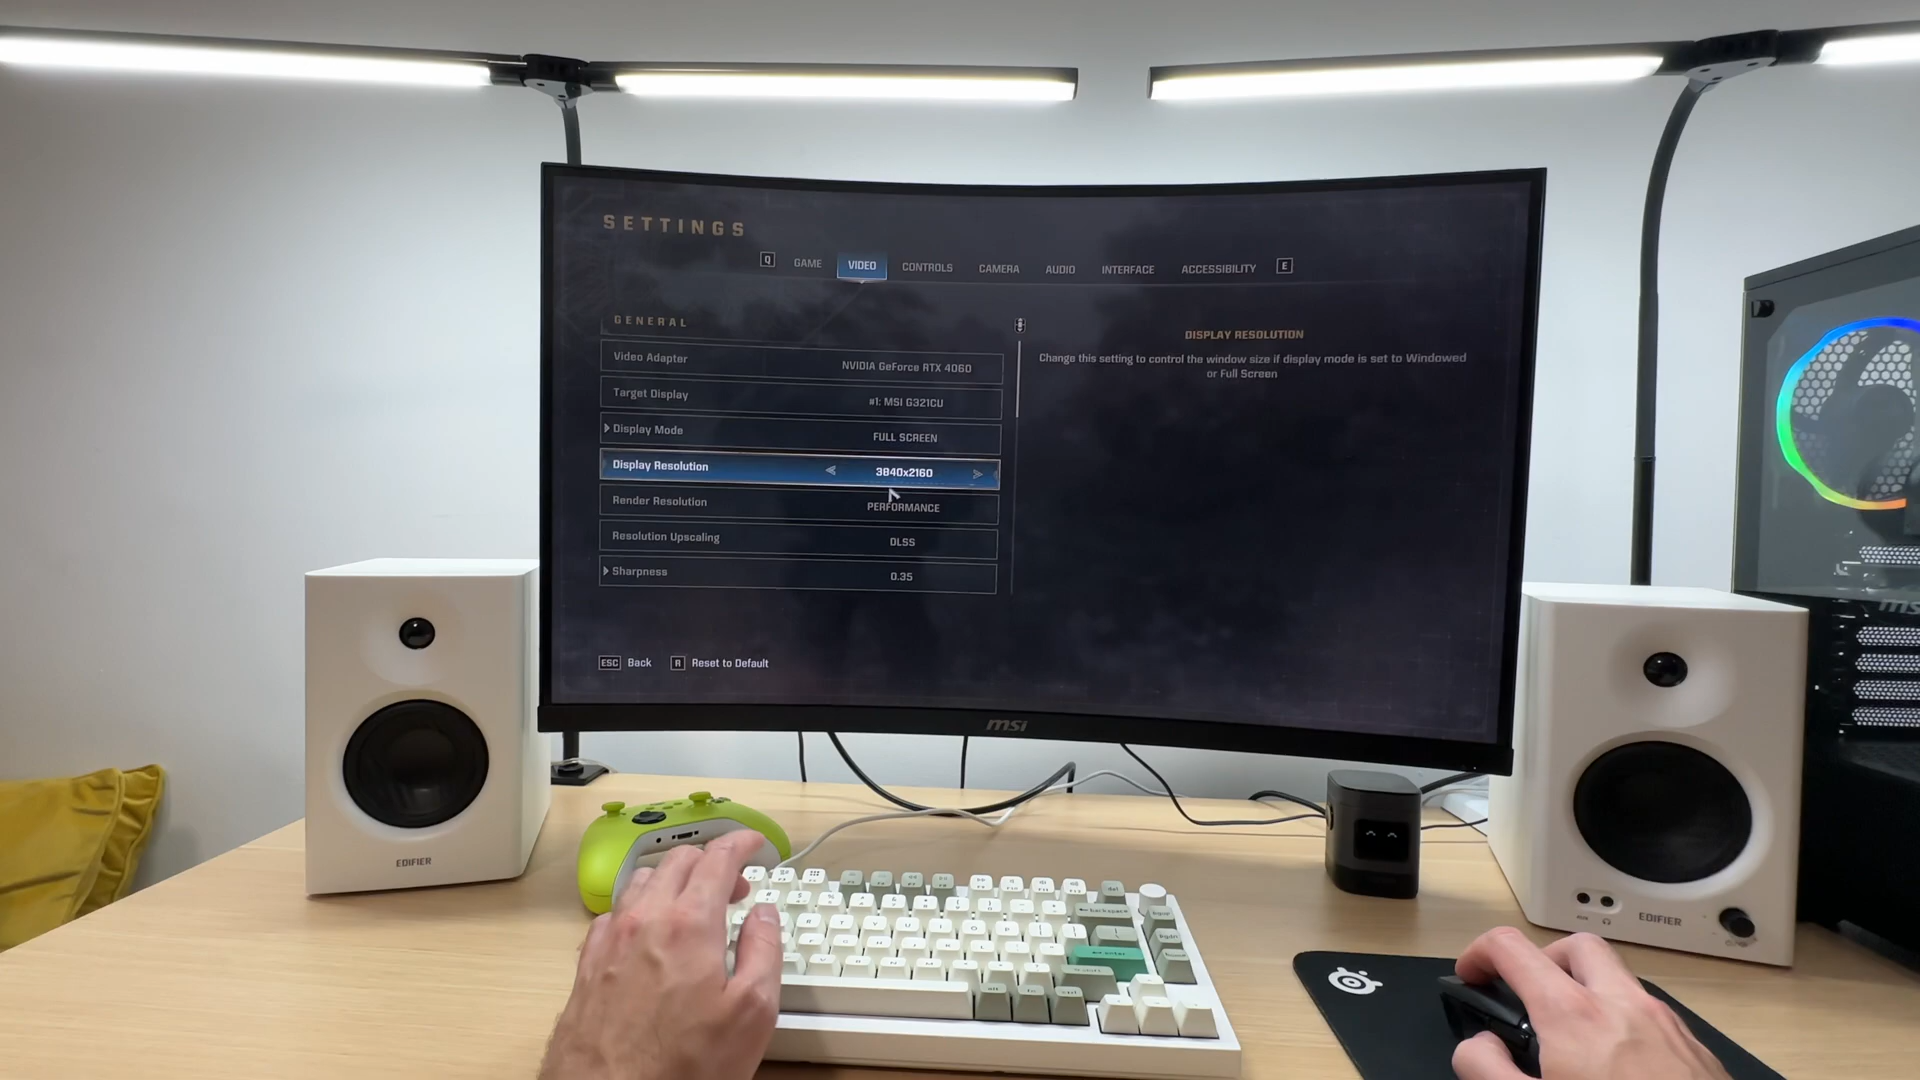 SETTINGS
Q GAME VIDEO CONTROLS CAMERA AUDIO INTERFACE ACCESSIBILITY E
GENERAL
Video Adapter NVIDIA GeForce RTX 4060
Target Display #1: MSI G321CU
Display Mode FULL SCREEN
Display Resolution 3840x2160
Render Resolution PERFORMANCE
Resolution Upscaling DLSS
Sharpness 0.35
DISPLAY RESOLUTION
Change this setting to control the window size if display mode is set to Windowed
or Full Screen
ESC Back R Reset to Default
msi
EDIFIER
EDIFIER
backspace
enter